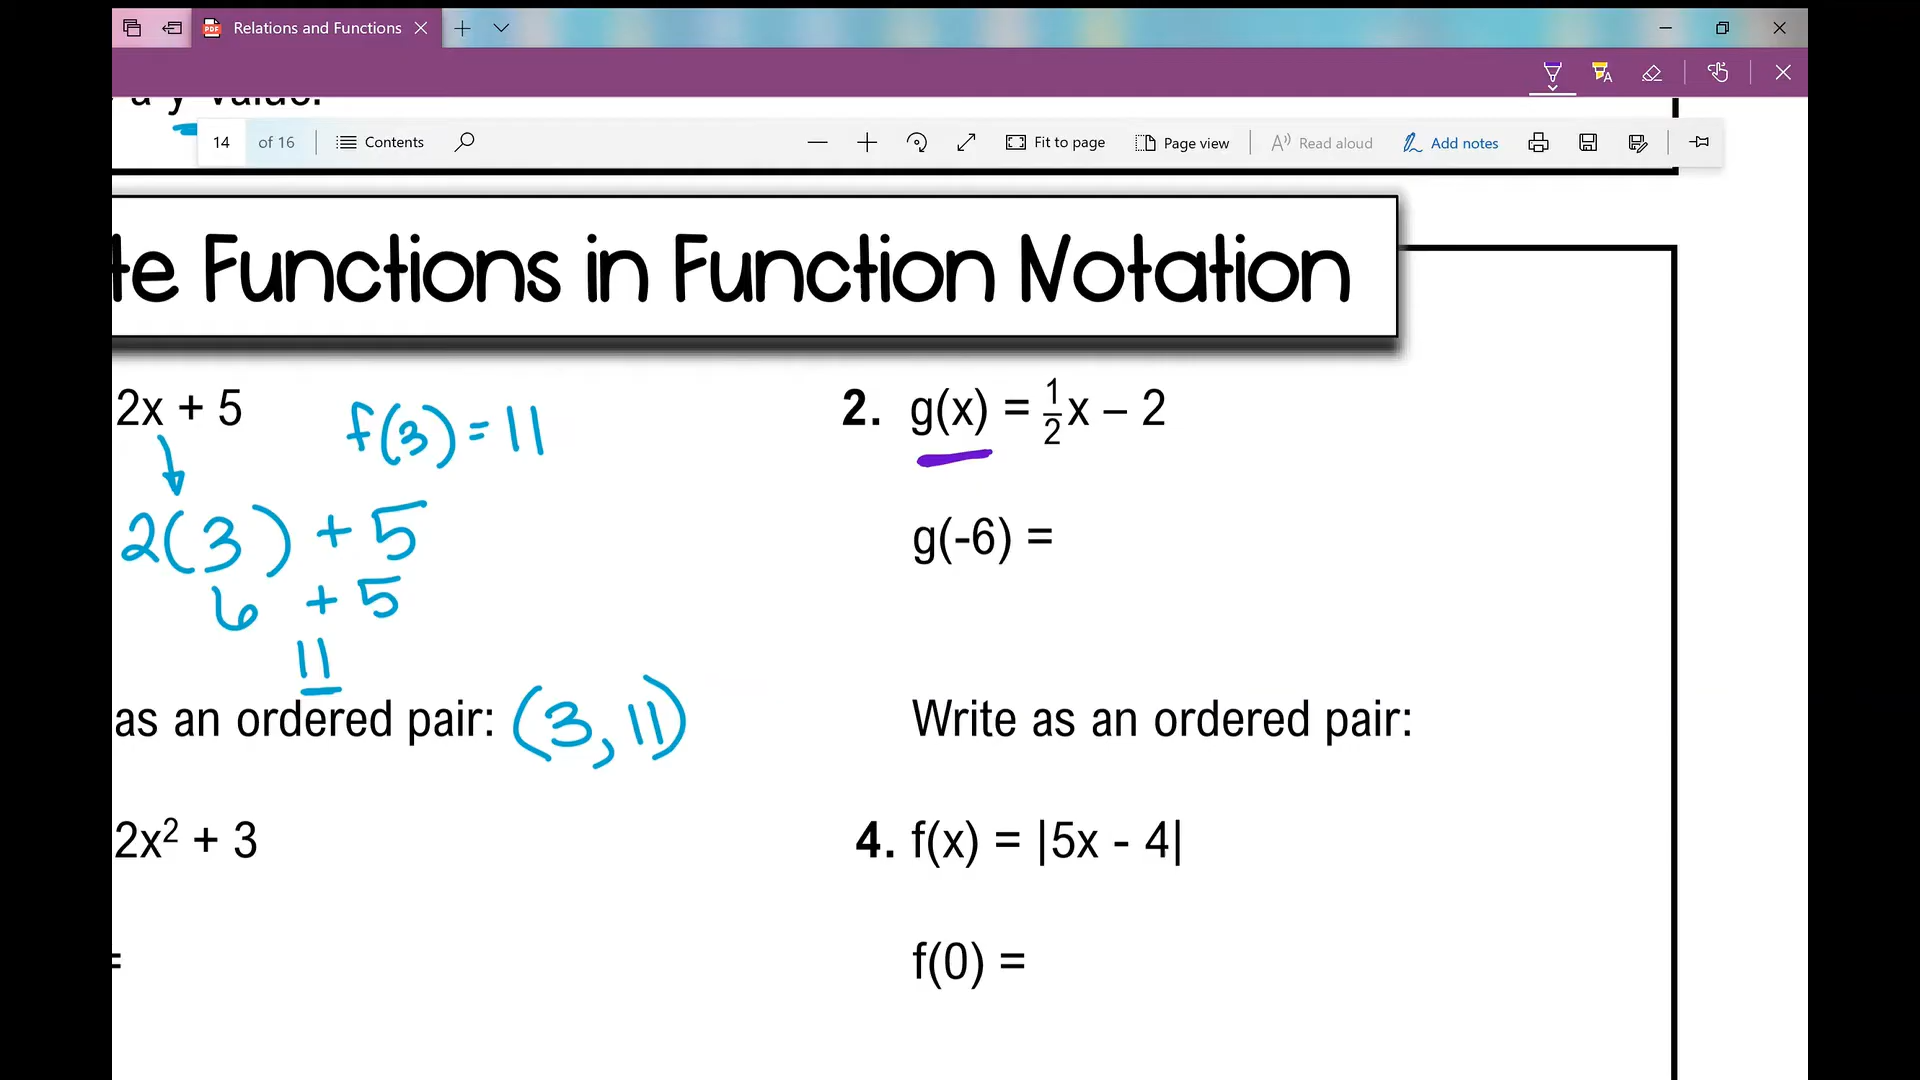 Relations and Functions
a y value.
14 of 16 Contents Fit to page Page view Read aloud Add notes
te Functions in Function Notation
2x + 5
f(3) = 11
2(3) + 5
6 + 5
11
as an ordered pair: (3, 11)
2x² + 3
=
2. g(x) = ½x – 2
g(-6) =
Write as an ordered pair:
4. f(x) = |5x - 4|
f(0) =